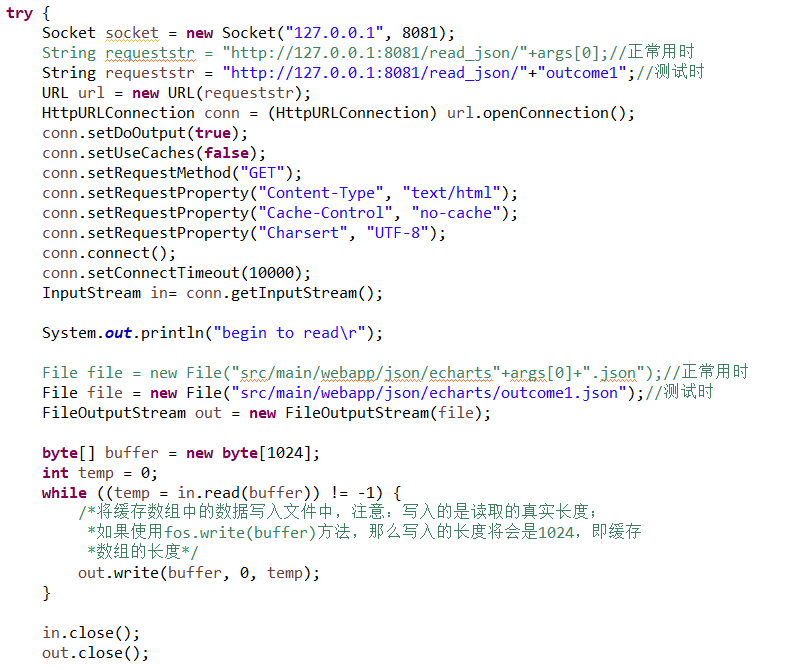 try {
    Socket socket = new Socket("127.0.0.1", 8081);
    String requeststr = "http://127.0.0.1:8081/read_json/"+args[0];//正常用时
    String requeststr = "http://127.0.0.1:8081/read_json/"+"outcome1";//测试时
    URL url = new URL(requeststr);
    HttpURLConnection conn = (HttpURLConnection) url.openConnection();
    conn.setDoOutput(true);
    conn.setUseCaches(false);
    conn.setRequestMethod("GET");
    conn.setRequestProperty("Content-Type", "text/html");
    conn.setRequestProperty("Cache-Control", "no-cache");
    conn.setRequestProperty("Charsert", "UTF-8");
    conn.connect();
    conn.setConnectTimeout(10000);
    InputStream in= conn.getInputStream();

    System.out.println("begin to read\r");

    File file = new File("src/main/webapp/json/echarts"+args[0]+".json");//正常用时
    File file = new File("src/main/webapp/json/echarts/outcome1.json");//测试时
    FileOutputStream out = new FileOutputStream(file);

    byte[] buffer = new byte[1024];
    int temp = 0;
    while ((temp = in.read(buffer)) != -1) {
        /*将缓存数组中的数据写入文件中，注意：写入的是读取的真实长度；
         *如果使用fos.write(buffer)方法，那么写入的长度将会是1024，即缓存
         *数组的长度*/
        out.write(buffer, 0, temp);
    }

    in.close();
    out.close();